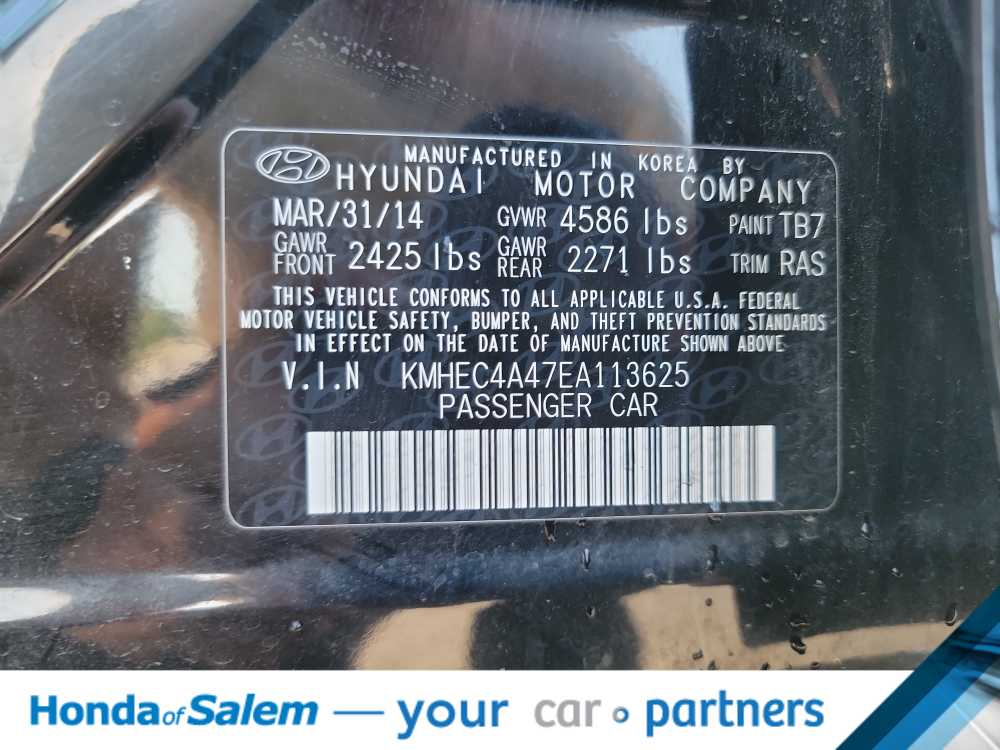 MANUFACTURED IN KOREA BY
HYUNDAI MOTOR COMPANY
MAR/31/14 GVWR 4586 lbs PAINT TB7
GAWR FRONT 2425 lbs GAWR REAR 2271 lbs TRIM RAS
THIS VEHICLE CONFORMS TO ALL APPLICABLE U.S.A. FEDERAL
MOTOR VEHICLE SAFETY, BUMPER, AND THEFT PREVENTION STANDARDS
IN EFFECT ON THE DATE OF MANUFACTURE SHOWN ABOVE
V.I.N KMHEC4A47EA113625
PASSENGER CAR
Honda of Salem — your car partners